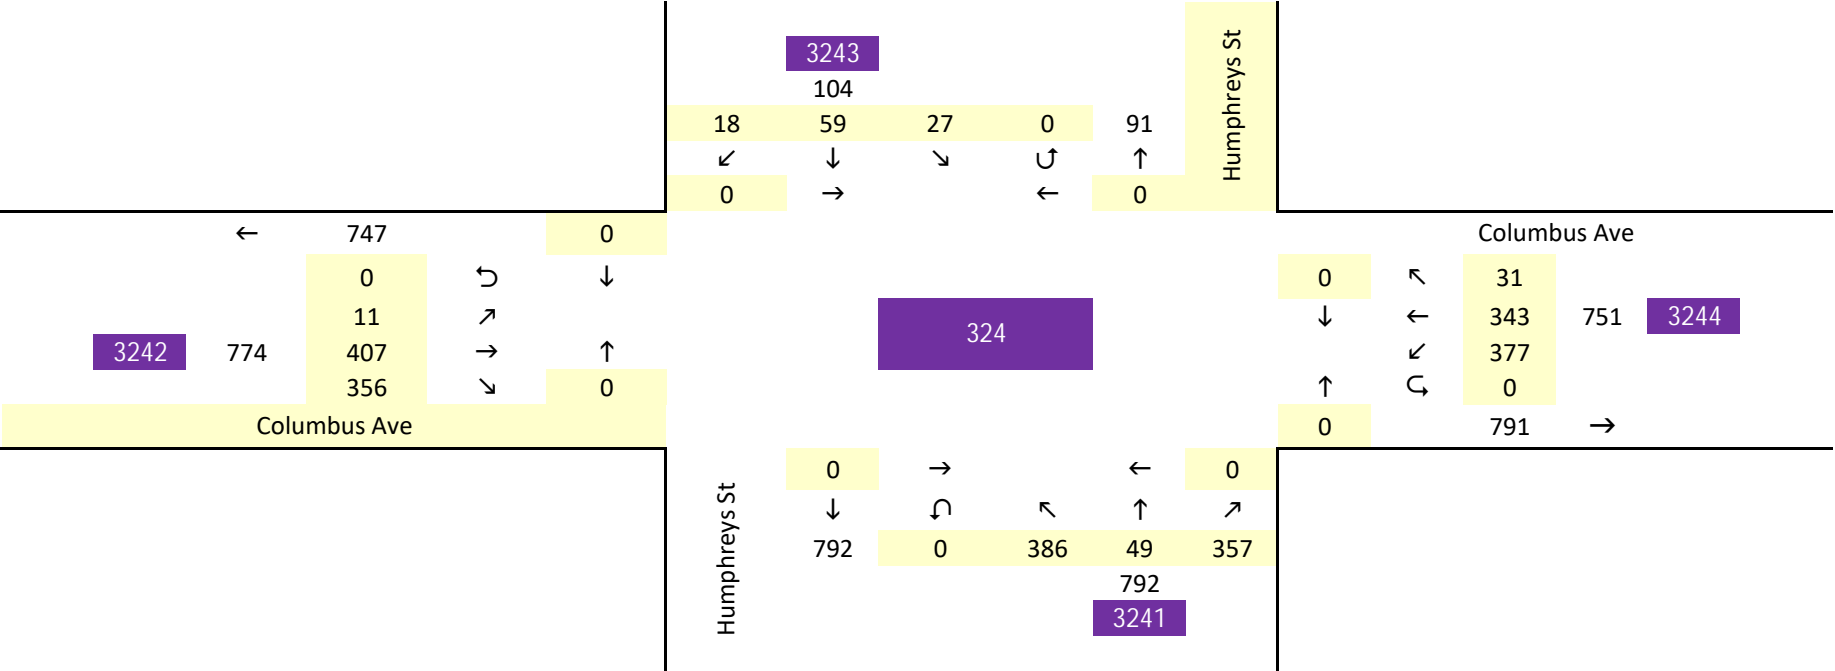 3243
104
18 59 27 0 91
↙ ↓ ↘ ⮍ ↑
0 → ← 0
Humphreys St
← 747 0
0 ⮌ ↓
11 ↗
3242 774 407 → ↑
356 ↘ 0
Columbus Ave
324
Columbus Ave
0 ↖ 31
↓ ← 343 751 3244
↙ 377
↑ ⮎ 0
0 791 →
0 → ← 0
↓ ⮏ ↖ ↑ ↗
792 0 386 49 357
792
3241
Humphreys St